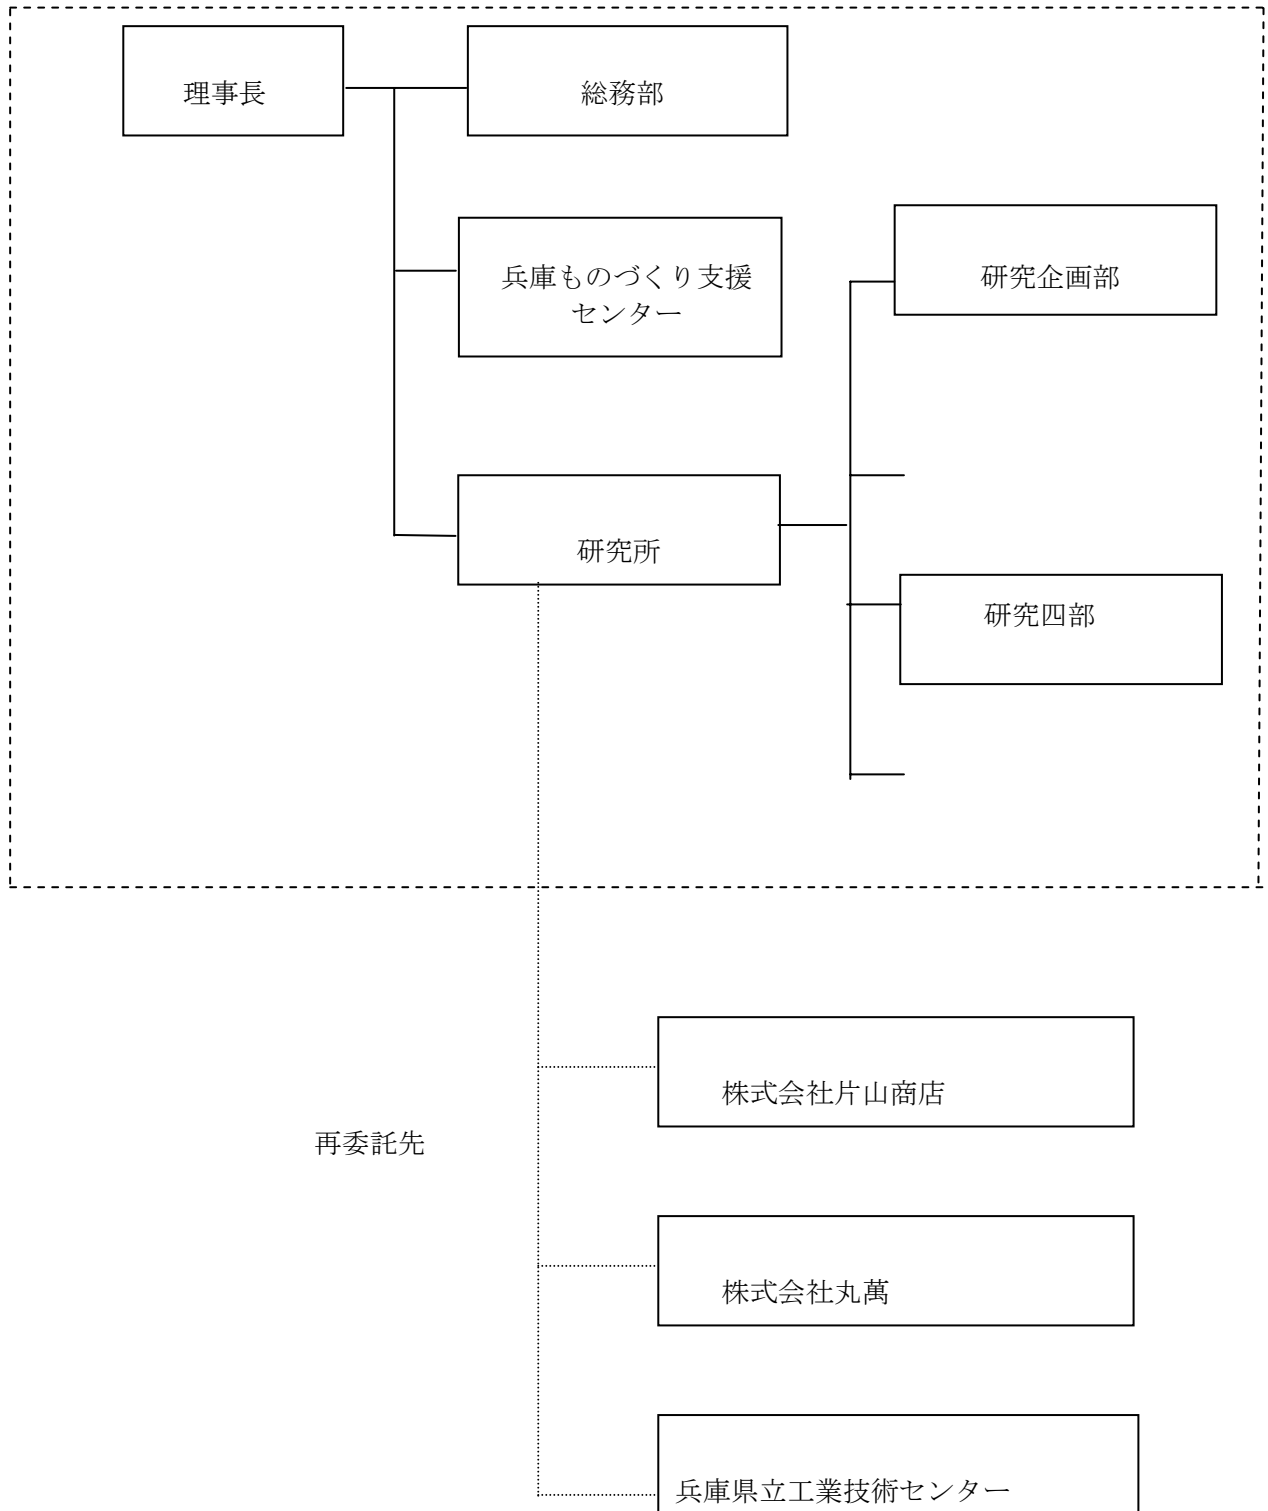 理事長
総務部
兵庫ものづくり支援
センター
研究企画部
研究所
研究四部
再委託先
株式会社片山商店
株式会社丸萬
兵庫県立工業技術センター